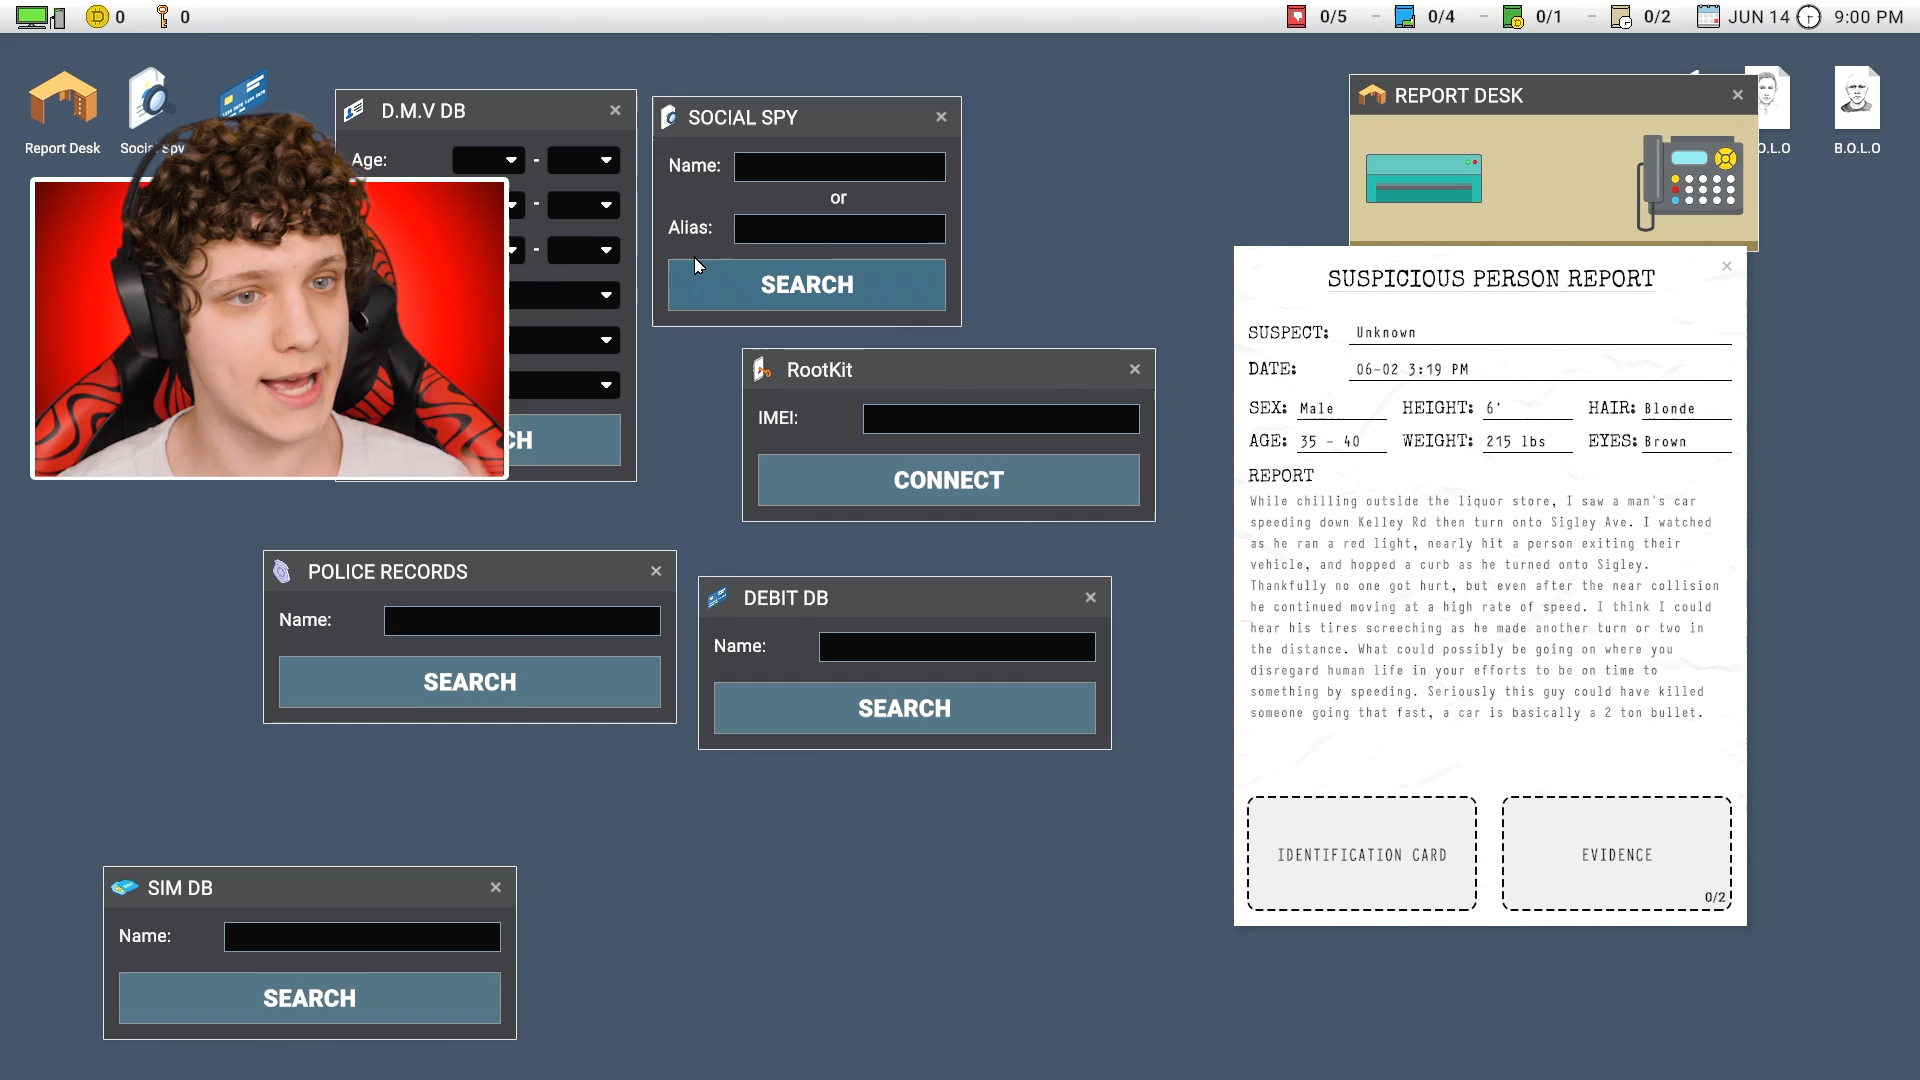 0
0
0/5
0/4
0/1
0/2
JUN 14
9:00 PM
Report Desk
Social Spy
D.M.V DB
Age:
-
-
-
CH
SOCIAL SPY
Name:
or
Alias:
SEARCH
REPORT DESK
O.L.O
B.O.L.O
RootKit
IMEI:
CONNECT
SUSPICIOUS PERSON REPORT
SUSPECT: Unknown
DATE: 06-02 3:19 PM
SEX: Male HEIGHT: 6' HAIR: Blonde
AGE: 35 - 40 WEIGHT: 215 lbs EYES: Brown
REPORT
While chilling outside the liquor store, I saw a man's car
speeding down Kelley Rd then turn onto Sigley Ave. I watched
as he ran a red light, nearly hit a person exiting their
vehicle, and hopped a curb as he turned onto Sigley.
Thankfully no one got hurt, but even after the near collision
he continued moving at a high rate of speed. I think I could
hear his tires screeching as he made another turn or two in
the distance. What could possibly be going on where you
disregard human life in your efforts to be on time to
something by speeding. Seriously this guy could have killed
someone going that fast, a car is basically a 2 ton bullet.
IDENTIFICATION CARD
EVIDENCE
0/2
POLICE RECORDS
Name:
SEARCH
DEBIT DB
Name:
SEARCH
SIM DB
Name:
SEARCH